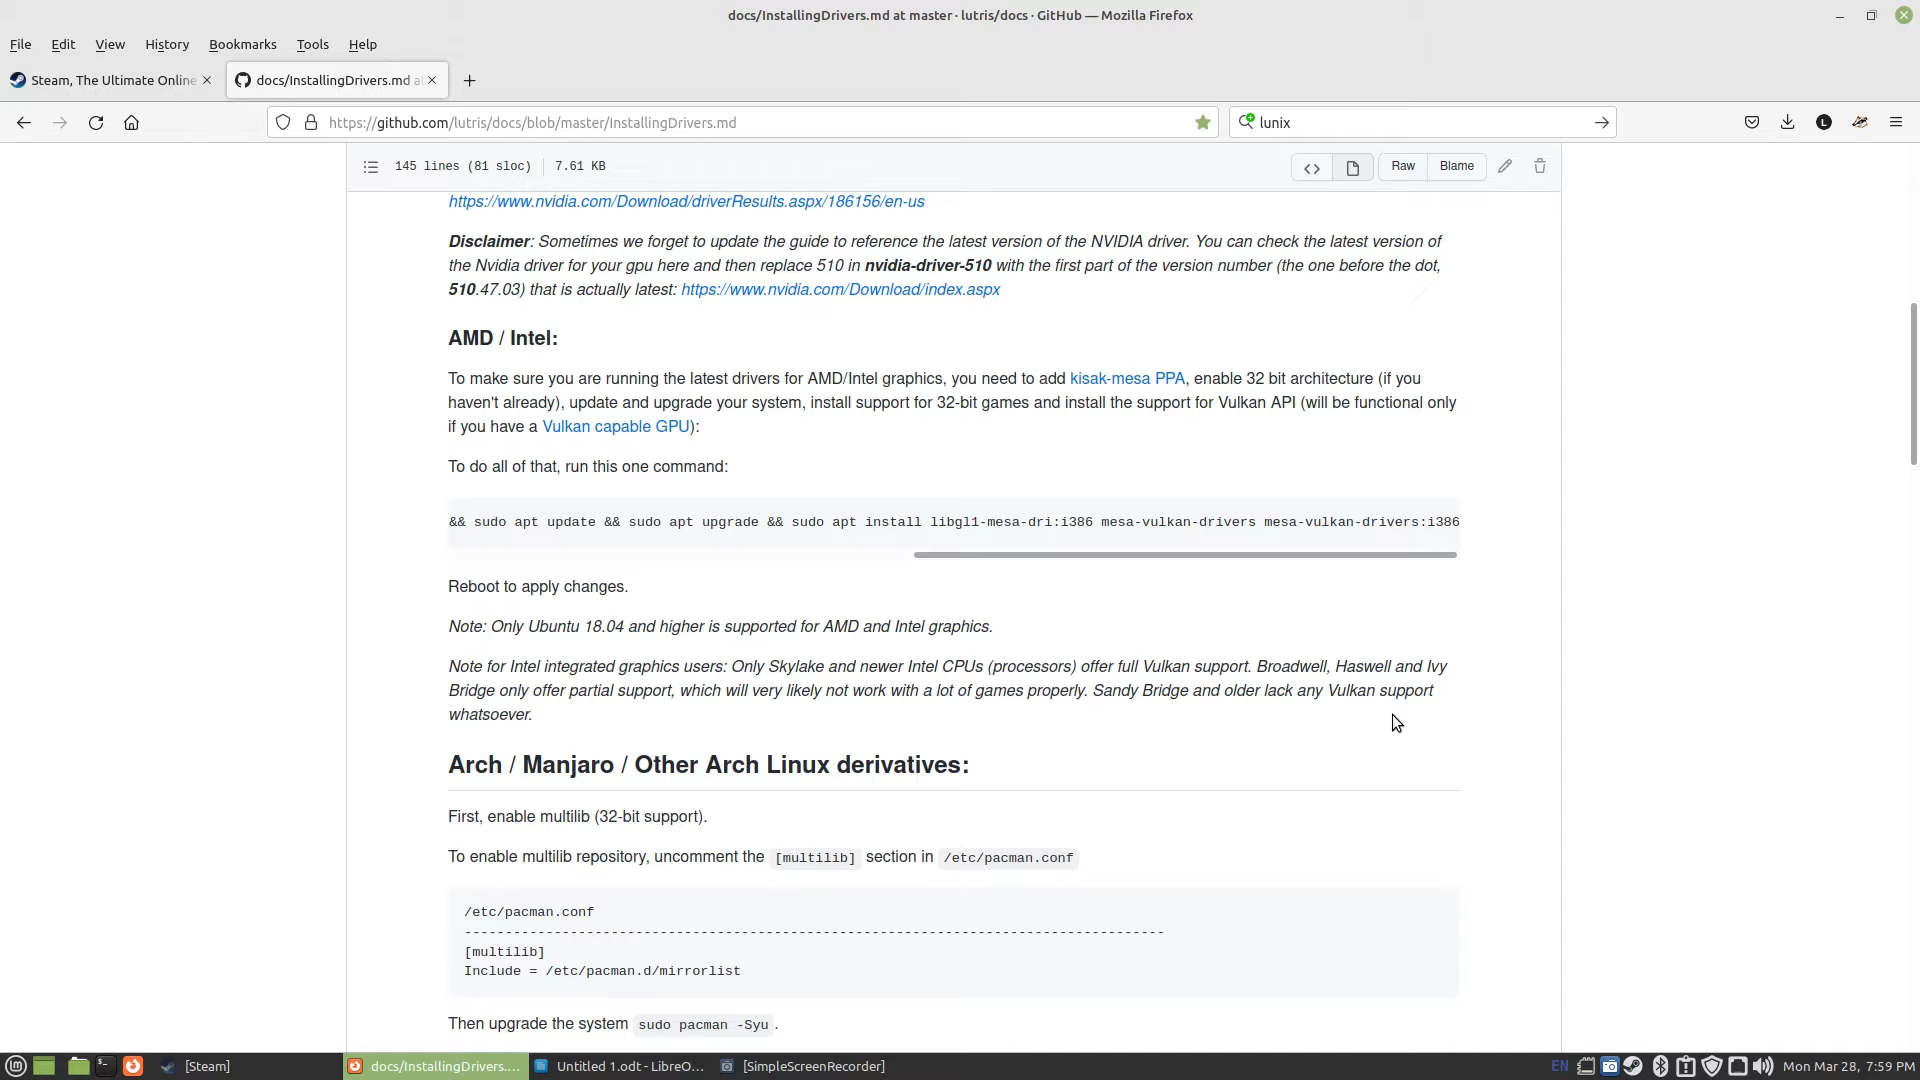 docs/InstallingDrivers.md at master · lutris/docs · GitHub — Mozilla Firefox
File Edit View History Bookmarks Tools Help
Steam, The Ultimate Online
docs/InstallingDrivers.md a
https://github.com/lutris/docs/blob/master/InstallingDrivers.md
lunix
L
145 lines (81 sloc) 7.61 KB
Raw Blame
https://www.nvidia.com/Download/driverResults.aspx/186156/en-us
Disclaimer: Sometimes we forget to update the guide to reference the latest version of the NVIDIA driver. You can check the latest version of
the Nvidia driver for your gpu here and then replace 510 in nvidia-driver-510 with the first part of the version number (the one before the dot,
510.47.03) that is actually latest: https://www.nvidia.com/Download/index.aspx
AMD / Intel:
To make sure you are running the latest drivers for AMD/Intel graphics, you need to add kisak-mesa PPA, enable 32 bit architecture (if you
haven't already), update and upgrade your system, install support for 32-bit games and install the support for Vulkan API (will be functional only
if you have a Vulkan capable GPU):
To do all of that, run this one command:
&& sudo apt update && sudo apt upgrade && sudo apt install libgl1-mesa-dri:i386 mesa-vulkan-drivers mesa-vulkan-drivers:i386
Reboot to apply changes.
Note: Only Ubuntu 18.04 and higher is supported for AMD and Intel graphics.
Note for Intel integrated graphics users: Only Skylake and newer Intel CPUs (processors) offer full Vulkan support. Broadwell, Haswell and Ivy
Bridge only offer partial support, which will very likely not work with a lot of games properly. Sandy Bridge and older lack any Vulkan support
whatsoever.
Arch / Manjaro / Other Arch Linux derivatives:
First, enable multilib (32-bit support).
To enable multilib repository, uncomment the [multilib] section in /etc/pacman.conf
/etc/pacman.conf
--------------------------------------------------------------------------------------
[multilib]
Include = /etc/pacman.d/mirrorlist
Then upgrade the system sudo pacman -Syu.
[Steam]
docs/InstallingDrivers....
Untitled 1.odt - LibreO...
[SimpleScreenRecorder]
EN
Mon Mar 28, 7:59 PM